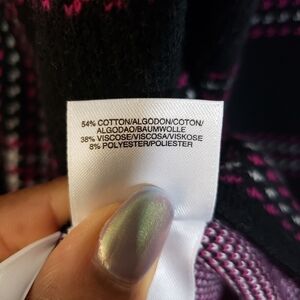 54% COTTON/ALGODON/COTON/
ALGODAO/BAUMWOLLE
38% VISCOSE/VISCOSA/VISKOSE
8% POLYESTER/POLIESTER